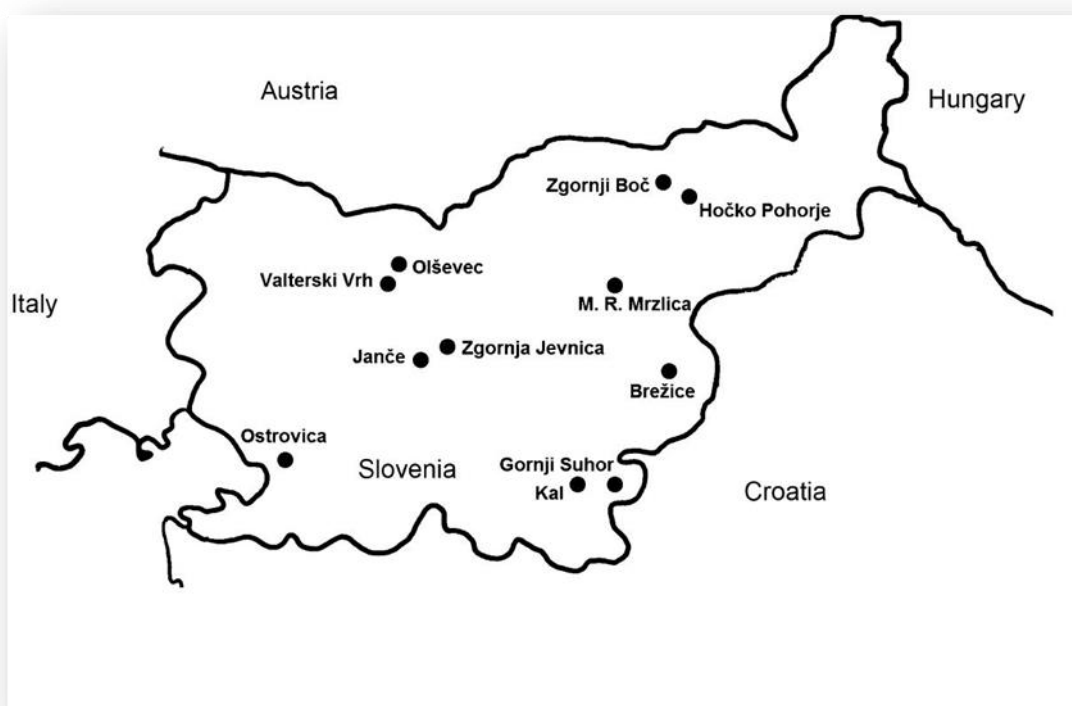 Austria
Hungary
Zgornji Boč
Hočko Pohorje
Olševec
Valterski Vrh
Italy
M. R. Mrzlica
Zgornja Jevnica
Janče
Brežice
Ostrovica
Slovenia
Gornji Suhor
Kal
Croatia